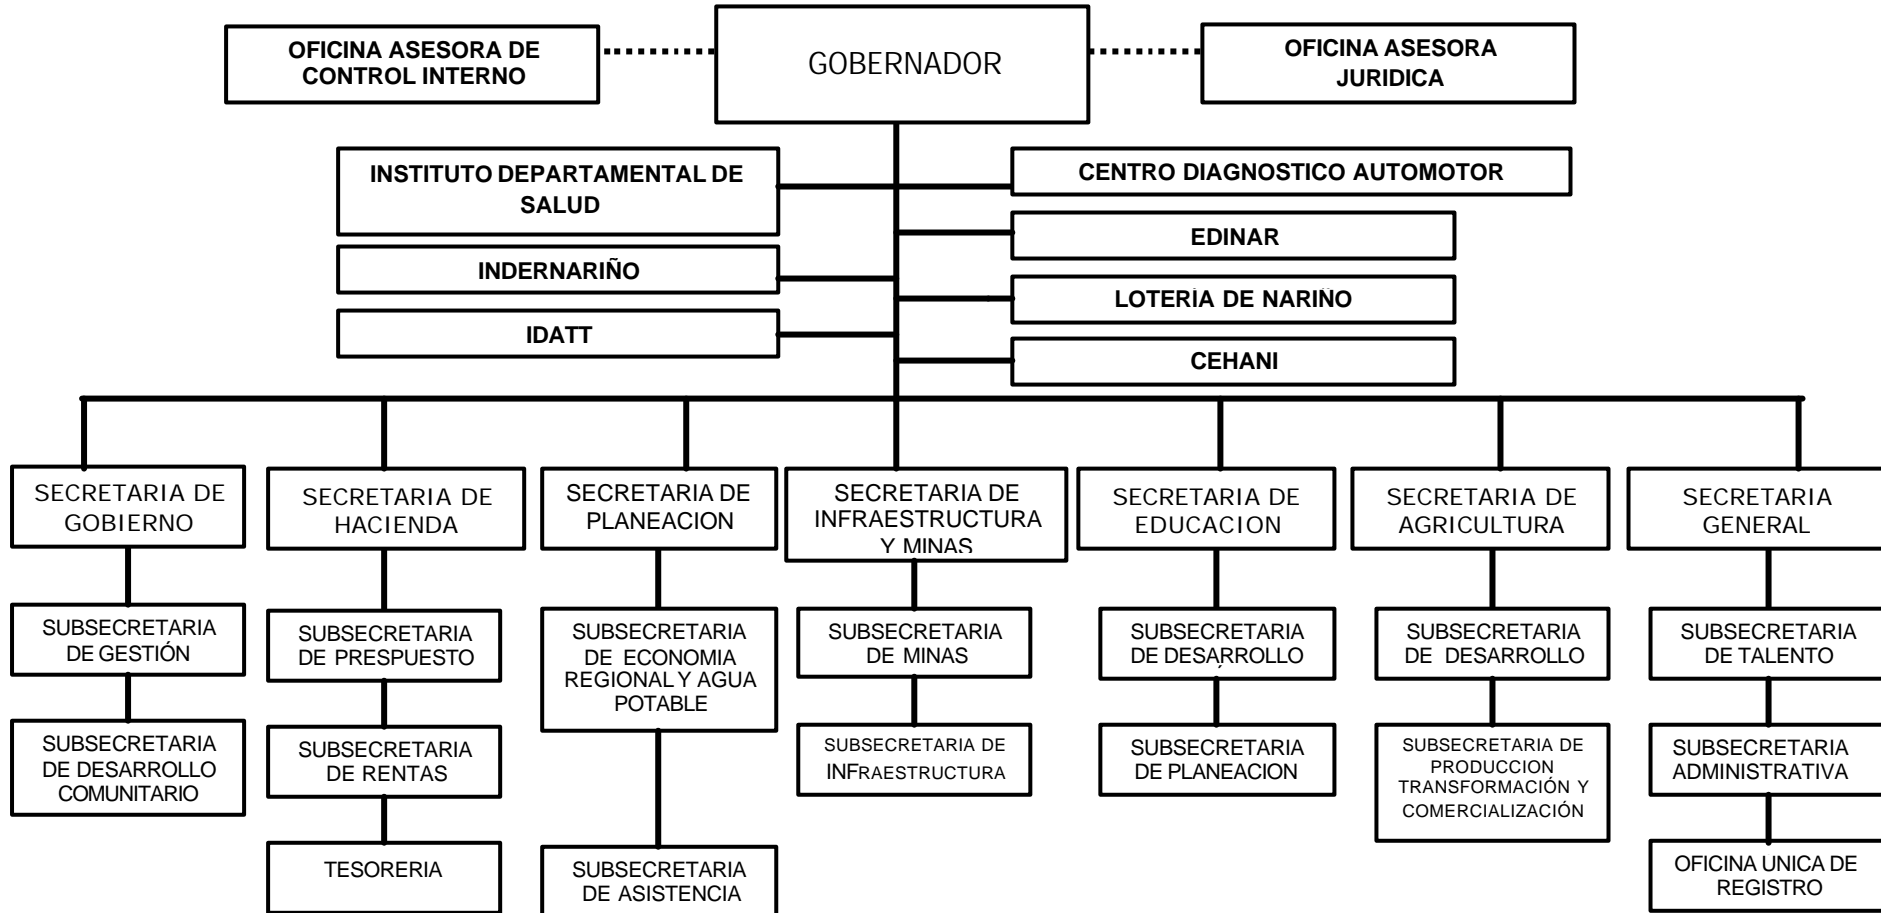 OFICINA ASESORA DE
CONTROL INTERNO
GOBERNADOR
OFICINA ASESORA
JURIDICA
INSTITUTO DEPARTAMENTAL DE
SALUD
CENTRO DIAGNOSTICO AUTOMOTOR
EDINAR
INDERNARIÑO
LOTERÍA DE NARIÑO
IDATT
CEHANI
SECRETARIA DE
GOBIERNO
SECRETARIA DE
HACIENDA
SECRETARIA DE
PLANEACION
SECRETARIA DE
INFRAESTRUCTURA
Y MINAS
SECRETARIA DE
EDUCACION
SECRETARIA DE
AGRICULTURA
SECRETARIA
GENERAL
SUBSECRETARIA
DE GESTIÓN
SUBSECRETARIA
DE PRESPUESTO
SUBSECRETARIA
DE ECONOMIA
REGIONAL Y AGUA
POTABLE
SUBSECRETARIA
DE MINAS
SUBSECRETARIA
DE DESARROLLO
SUBSECRETARIA
DE DESARROLLO
SUBSECRETARIA
DE TALENTO
SUBSECRETARIA
DE DESARROLLO
COMUNITARIO
SUBSECRETARIA
DE RENTAS
SUBSECRETARIA DE
INFRAESTRUCTURA
SUBSECRETARIA
DE PLANEACION
SUBSECRETARIA DE
PRODUCCION
TRANSFORMACIÓN Y
COMERCIALIZACIÓN
SUBSECRETARIA
ADMINISTRATIVA
TESORERIA
SUBSECRETARIA
DE ASISTENCIA
OFICINA UNICA DE
REGISTRO